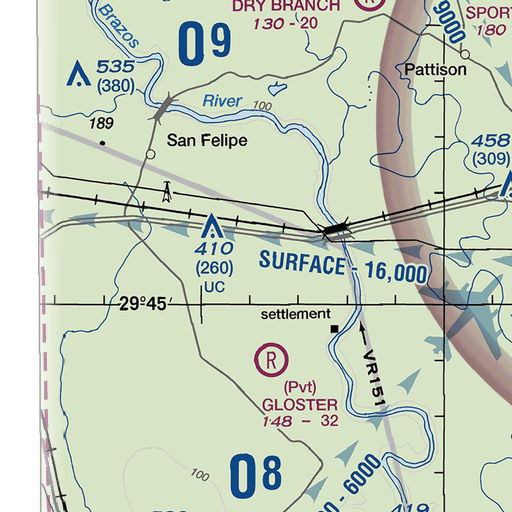 DRY BRANCH
130 - 20
9000
SPORT
180
Brazos
09
535
(380)
Pattison
River
100
189
San Felipe
458
(309)
410
(260)
UC
SURFACE - 16,000
29°45'
settlement
R
(Pvt)
GLOSTER
148 - 32
VR151
100
08
00 - 6000
419